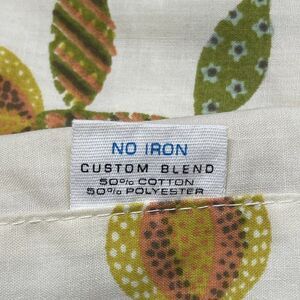 NO IRON
CUSTOM BLEND
50% COTTON
50% POLYESTER